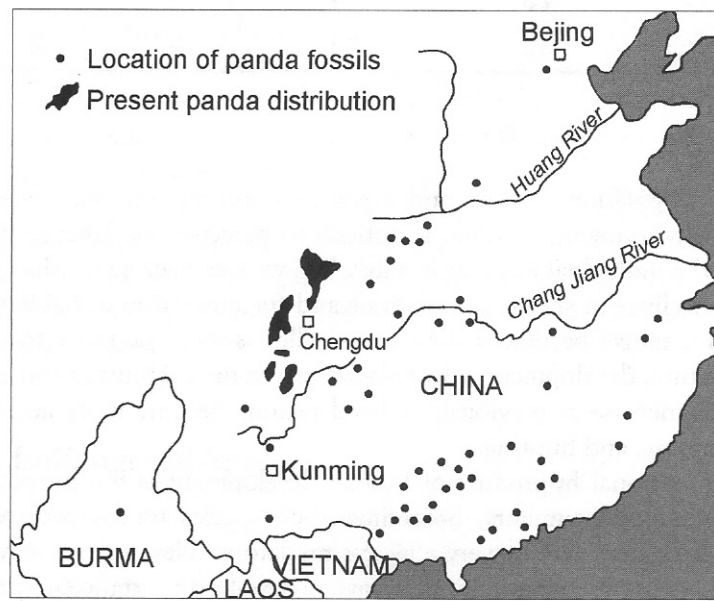 Bejing
Location of panda fossils
Present panda distribution
Huang River
Chang Jiang River
Chengdu
CHINA
Kunming
BURMA
VIETNAM
LAOS